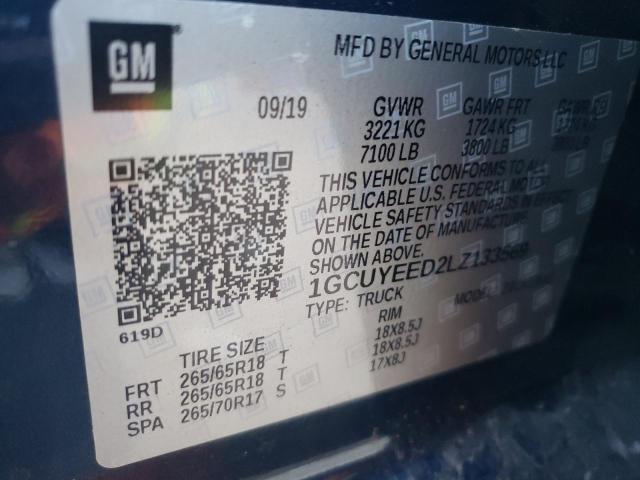 GM
MFD BY GENERAL MOTORS LLC
09/19 GVWR GAWR FRT GAWR
3221 KG 1724 KG
7100 LB 3800 LB
THIS VEHICLE CONFORMS TO ALL
APPLICABLE U.S. FEDERAL MOTOR
VEHICLE SAFETY STANDARDS IN EFFECT
ON THE DATE OF MANUFACTURE
SHOWN ABOVE.
1GCUYEED2LZ133569
TYPE: TRUCK MODEL:
619D
TIRE SIZE RIM
FRT 265/65R18 T 18X8.5J
RR 265/65R18 T 18X8.5J
SPA 265/70R17 S 17X8J